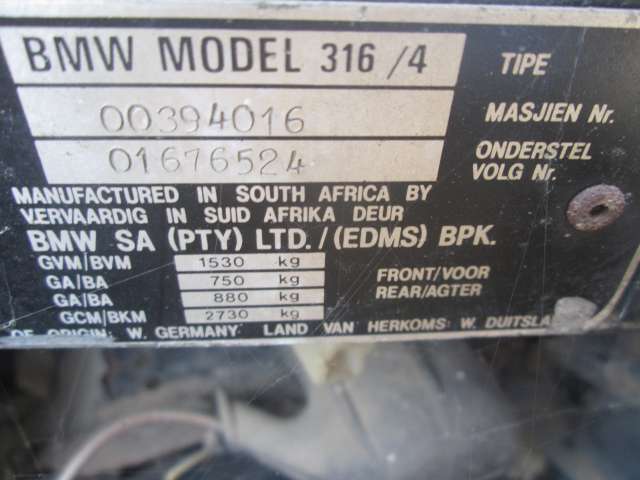 BMW MODEL 316 /4 TIPE
00394016 MASJIEN Nr.
01676524 ONDERSTEL VOLG Nr.
MANUFACTURED IN SOUTH AFRICA BY
VERVAARDIG IN SUID AFRIKA DEUR
BMW SA (PTY) LTD./(EDMS) BPK.
GVM/BVM 1530 kg
GA/BA 750 kg FRONT/VOOR
GA/BA 880 kg REAR/AGTER
GCM/BKM 2730 kg
OF ORIGIN: W. GERMANY LAND VAN HERKOMS: W. DUITSLA